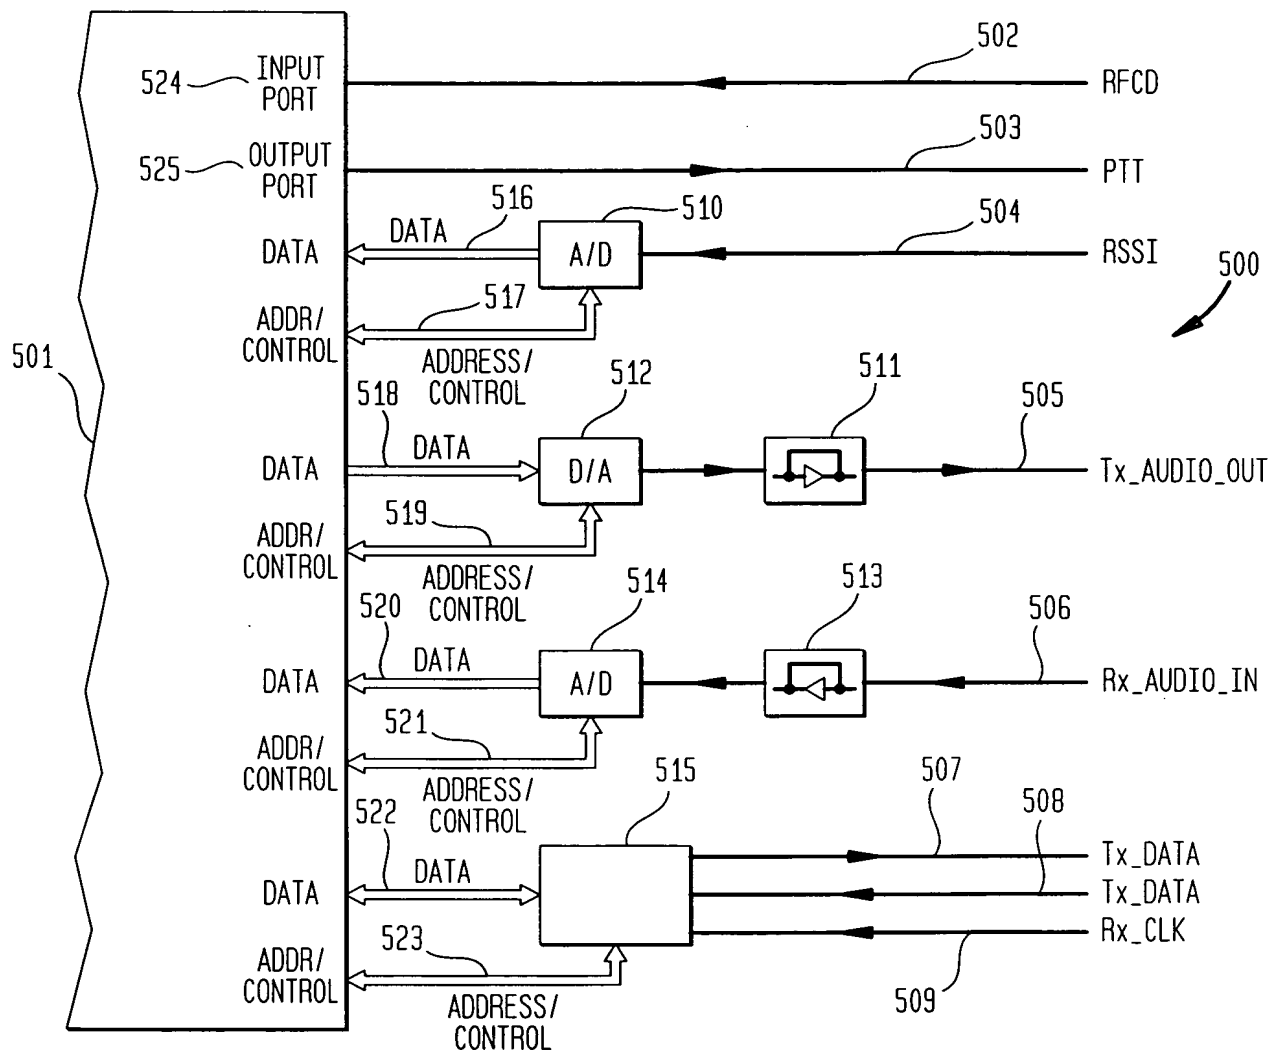 502
524
INPUT
PORT
RFCD
503
525
OUTPUT
PORT
PTT
516
510
504
DATA
DATA
A/D
RSSI
500
517
ADDR/
CONTROL
501
ADDRESS/
CONTROL
512
511
505
518
DATA
DATA
D/A
Tx_AUDIO_OUT
519
ADDR/
CONTROL
ADDRESS/
CONTROL
514
513
506
520
DATA
DATA
A/D
Rx_AUDIO_IN
521
ADDR/
CONTROL
ADDRESS/
CONTROL
515
507
508
522
DATA
DATA
Tx_DATA
Tx_DATA
Rx_CLK
523
ADDR/
CONTROL
ADDRESS/
CONTROL
509